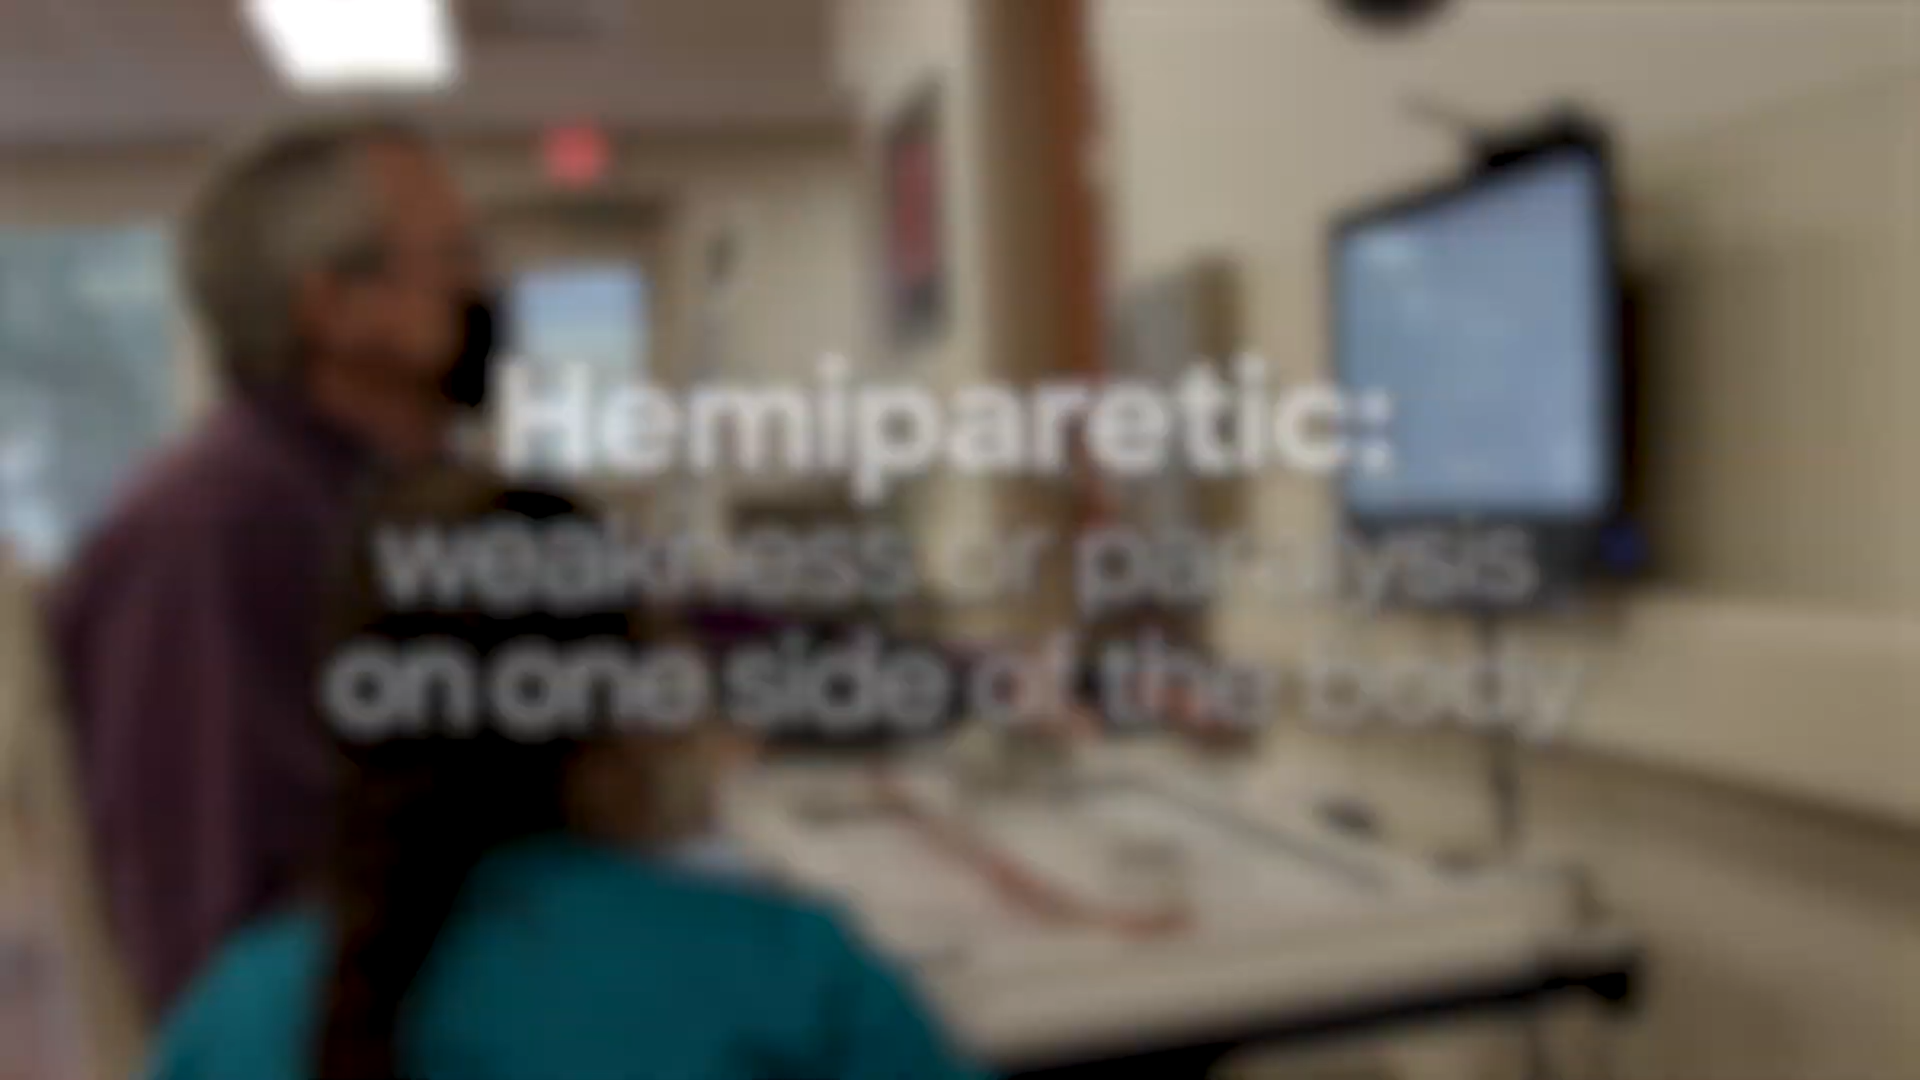 Hemiparetic:
weakness or paralysis
on one side of the body